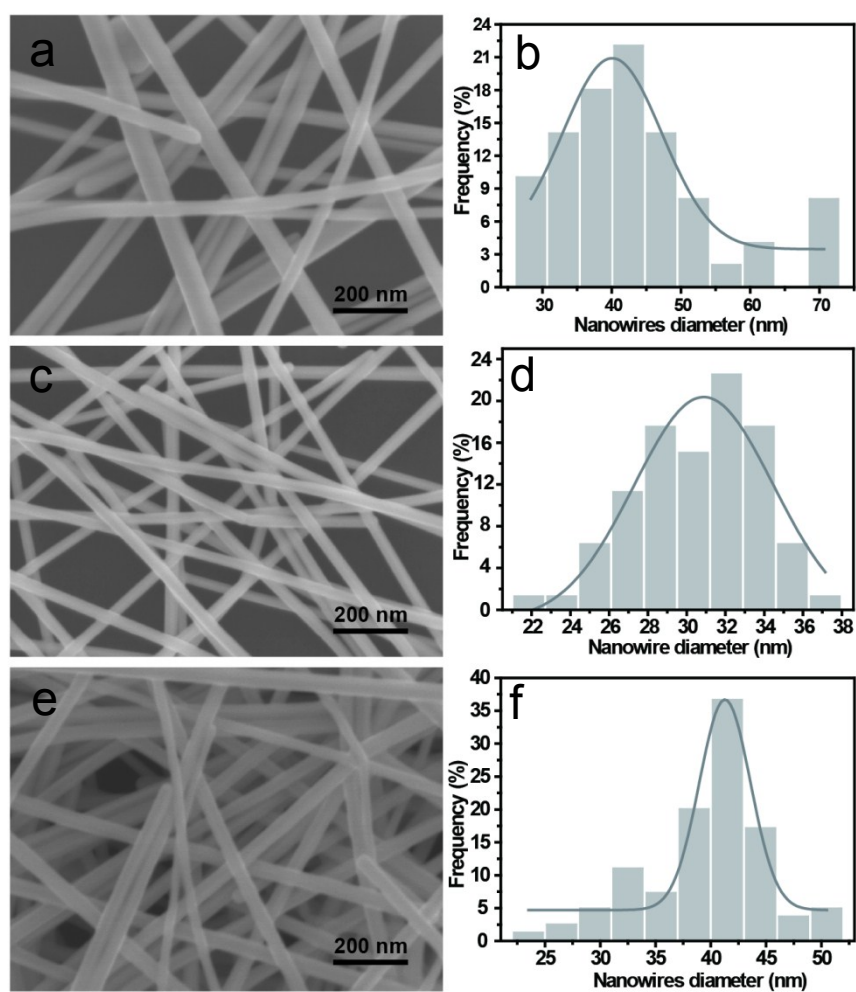 a
200 nm
b
Frequency (%)
24
21
18
15
12
9
6
3
0
30 40 50 60 70
Nanowires diameter (nm)
c
200 nm
d
Frequency (%)
24
20
16
12
8
4
0
22 24 26 28 30 32 34 36 38
Nanowire diameter (nm)
e
200 nm
f
Frequency (%)
40
35
30
25
20
15
10
5
0
25 30 35 40 45 50
Nanowires diameter (nm)